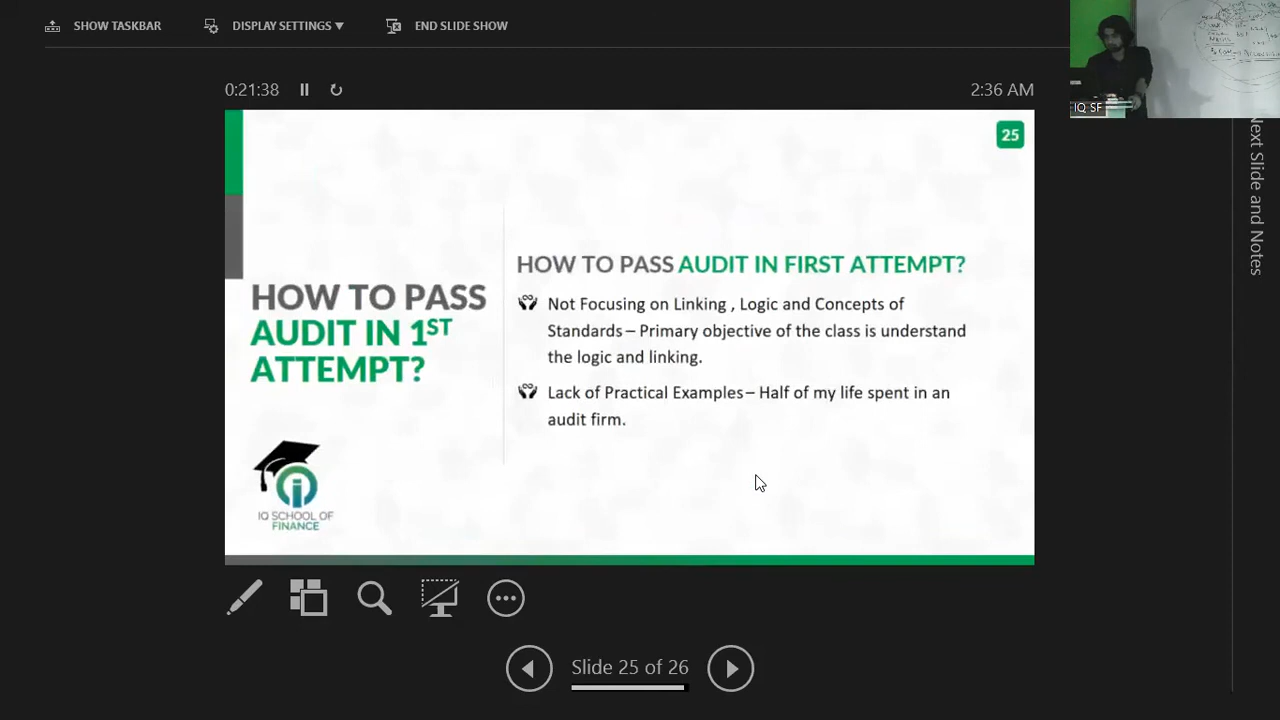 SHOW TASKBAR
DISPLAY SETTINGS ▼
END SLIDE SHOW
0:21:38
2:36 AM
IQ SF
Next Slide and Notes
25
HOW TO PASS
AUDIT IN 1ST
ATTEMPT?
IQ SCHOOL OF
FINANCE
HOW TO PASS AUDIT IN FIRST ATTEMPT?
Not Focusing on Linking , Logic and Concepts of
Standards – Primary objective of the class is understand
the logic and linking.
Lack of Practical Examples – Half of my life spent in an
audit firm.
Slide 25 of 26